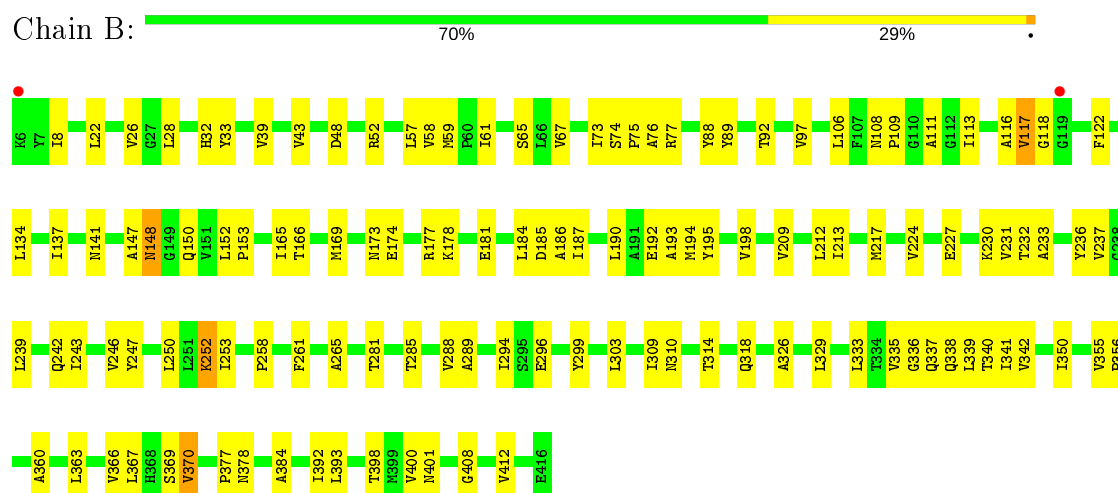 Chain B:
70% 29% •
K6 Y7 I8 L22 V26 G27 L28 H32 Y33 V39 V43 D48 R52 L57 V58 M59 P60 I61 S65 L66 V67 I73 S74 P75 A76 R77 Y88 Y89 T92 V97 L106 F107 N108 P109 G110 A111 G112 I113 A116 V117 G118 G119 F122
L134 I137 N141 A147 N148 G149 Q150 V151 L152 P153 I165 T166 M169 N173 E174 R177 K178 E181 L184 D185 A186 I187 L190 A191 E192 A193 M194 Y195 V198 V209 L212 I213 M217 V224 E227 K230 V231 T232 A233 Y236 V237 G238
L239 Q242 I243 V246 Y247 L250 L251 K252 I253 P258 F261 A265 T281 T285 V288 A289 I294 S295 E296 Y299 L303 I309 N310 T314 Q318 A326 L329 L333 T334 V335 G336 Q337 Q338 L339 T340 I341 V342 I350 V355 P356
A360 L363 V366 L367 H368 S369 V370 P377 N378 A384 I392 L393 T398 M399 V400 N401 G408 V412 E416